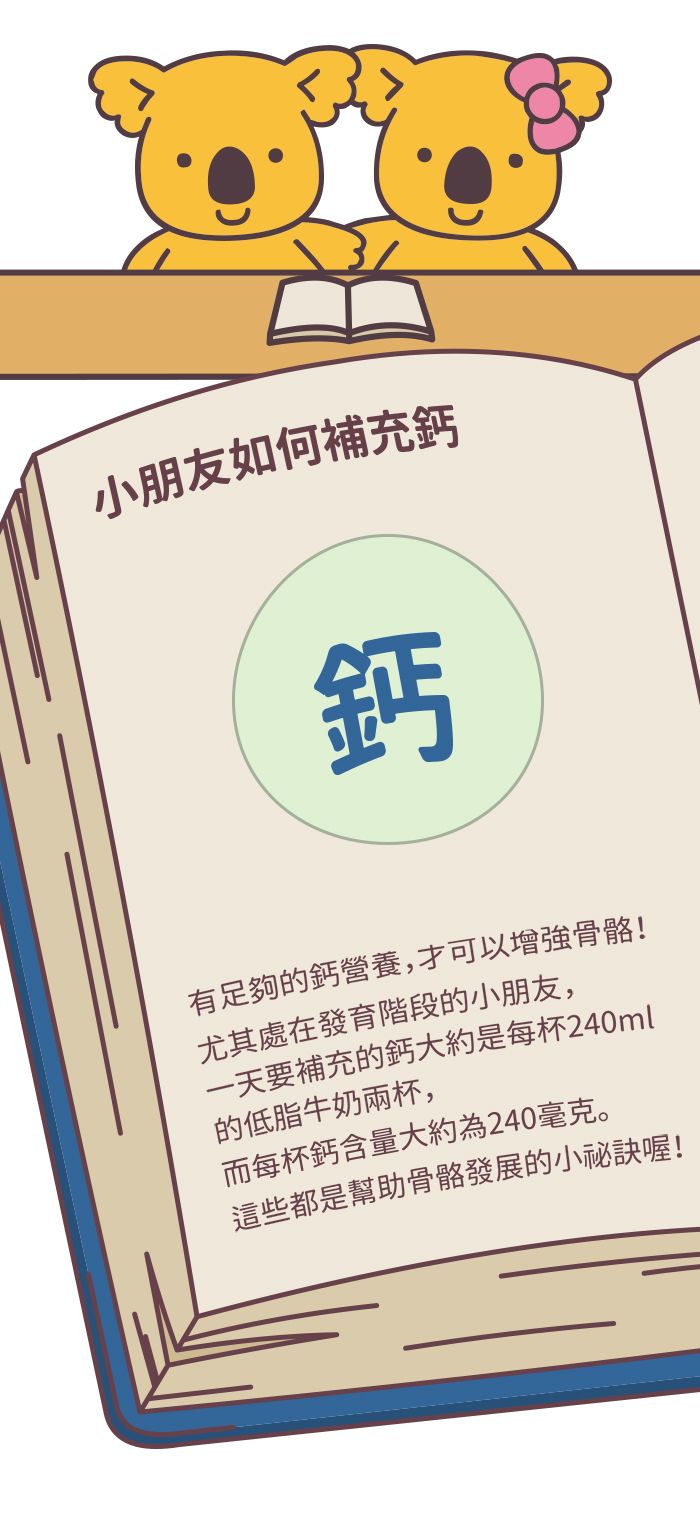 小朋友如何補充鈣
鈣
有足夠的鈣營養，才可以增強骨骼！
尤其處在發育階段的小朋友，
一天要補充的鈣大約是每杯240ml
的低脂牛奶兩杯，
而每杯鈣含量大約為240毫克。
這些都是幫助骨骼發展的小祕訣喔！